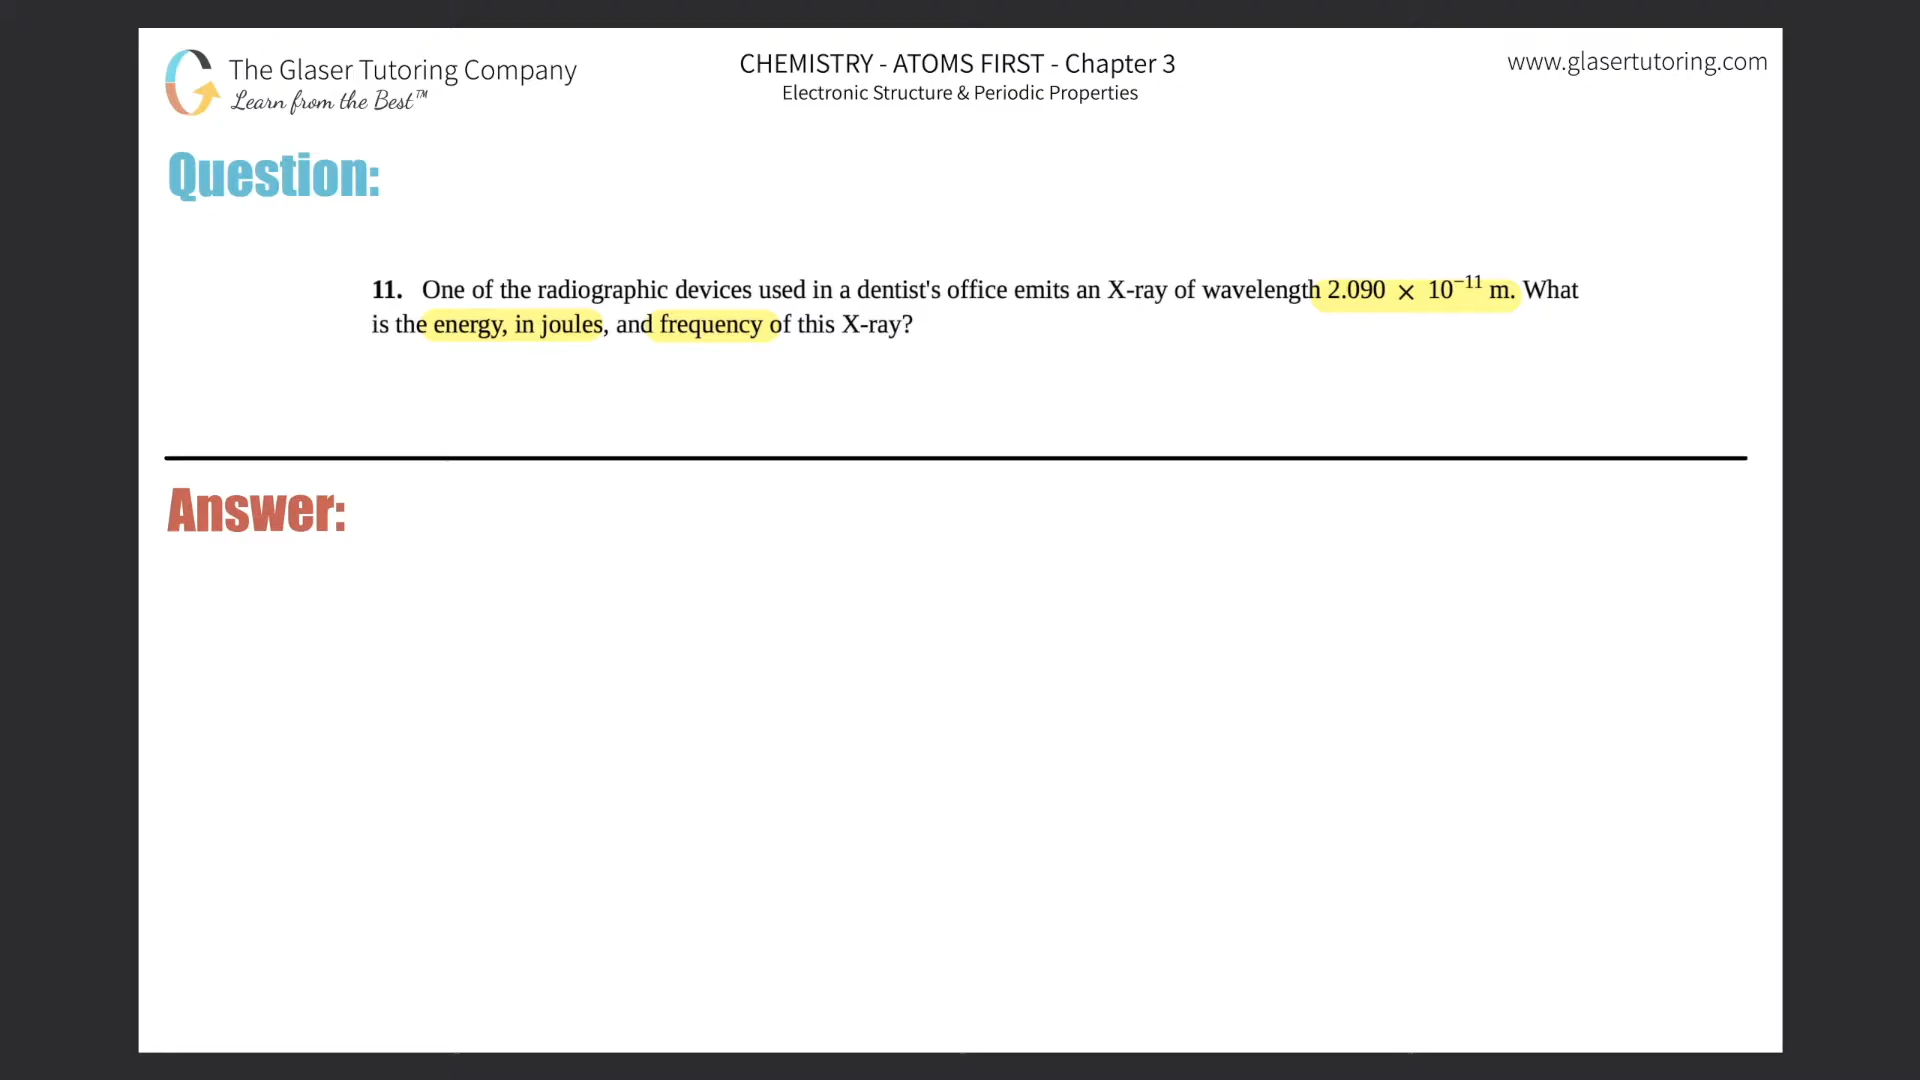 The Glaser Tutoring Company
Learn from the Best™
CHEMISTRY - ATOMS FIRST - Chapter 3
Electronic Structure & Periodic Properties
www.glasertutoring.com
Question:
11. One of the radiographic devices used in a dentist's office emits an X-ray of wavelength 2.090 × 10⁻¹¹ m. What
is the energy, in joules, and frequency of this X-ray?
Answer: